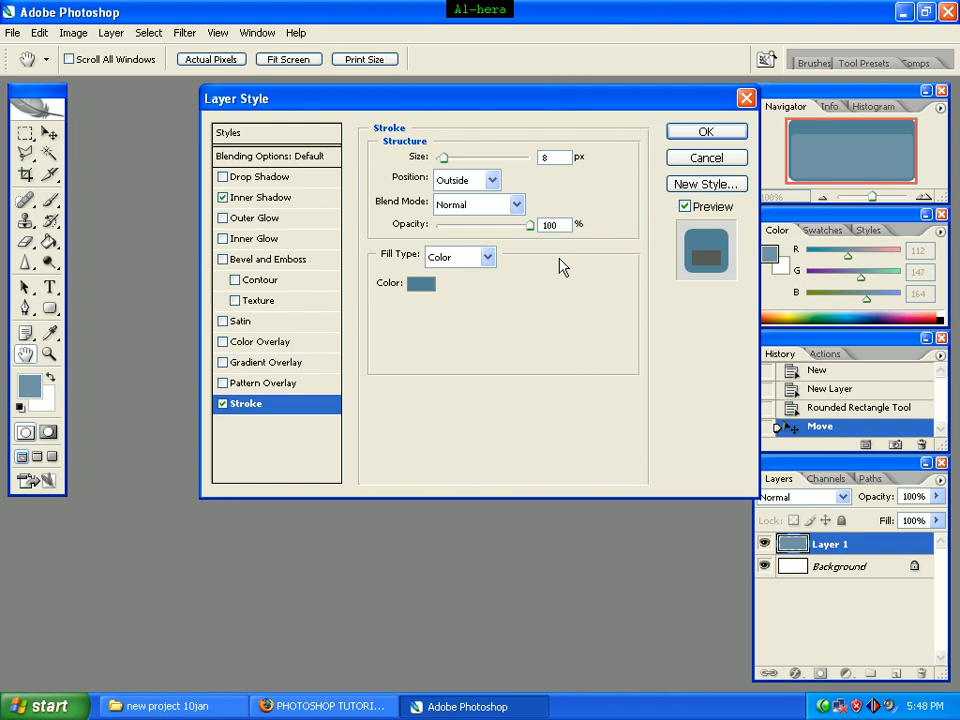 Al-hera
Adobe Photoshop
File Edit Image Layer Select Filter View Window Help
Scroll All Windows Actual Pixels Fit Screen Print Size Brushes Tool Presets Comps
Layer Style
Styles
Blending Options: Default
Drop Shadow
Inner Shadow
Outer Glow
Inner Glow
Bevel and Emboss
Contour
Texture
Satin
Color Overlay
Gradient Overlay
Pattern Overlay
Stroke
Stroke
Structure
Size: 8 px
Position: Outside
Blend Mode: Normal
Opacity: 100 %
Fill Type: Color
Color:
OK
Cancel
New Style...
Preview
Navigator Info Histogram
100%
Color Swatches Styles
R 112
G 147
B 164
History Actions
New
New Layer
Rounded Rectangle Tool
Move
Layers Channels Paths
Normal Opacity: 100%
Lock: Fill: 100%
Layer 1
Background
start new project 10jan PHOTOSHOP TUTORI... Adobe Photoshop 5:48 PM